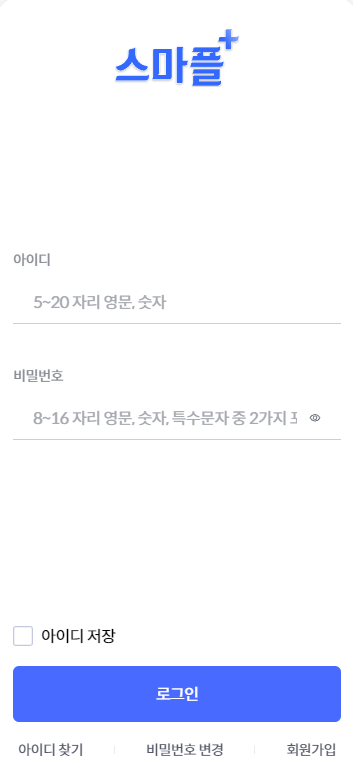 스마플+
아이디
5~20 자리 영문, 숫자
비밀번호
8~16 자리 영문, 숫자, 특수문자 중 2가지
아이디 저장
로그인
아이디 찾기
비밀번호 변경
회원가입